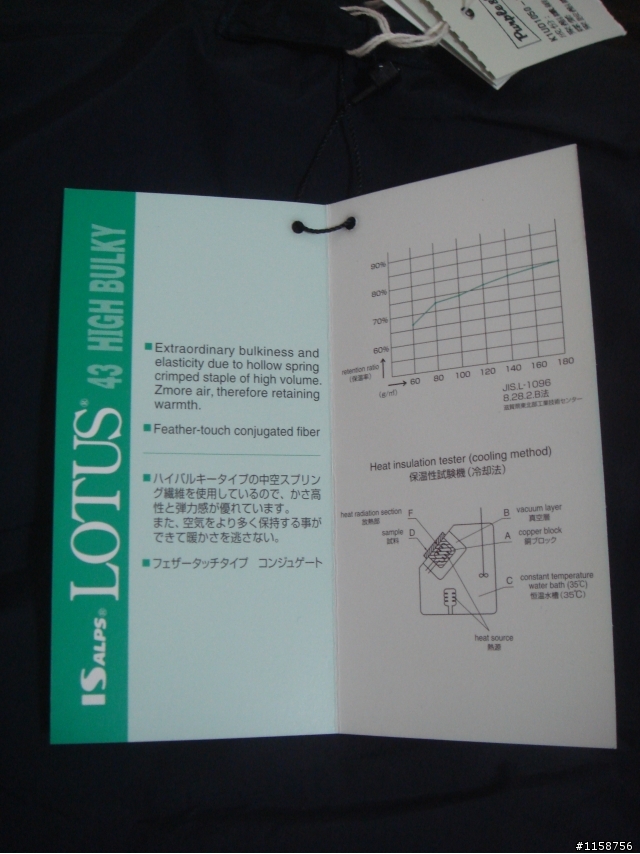 Purple
K1UD1050-
IS ALPS® LOTUS® 43 HIGH BULKY
■Extraordinary bulkiness and
elasticity due to hollow spring
crimped staple of high volume.
Zmore air, therefore retaining
warmth.
■Feather-touch conjugated fiber
■ハイバルキータイプの中空スプリン
グ繊維を使用しているので、かさ高
性と弾力感が優れています。
また、空気をより多く保持する事が
できて暖かさを逃さない。
■フェザータッチタイプ コンジュゲート
90%
80%
70%
60%
retention ratio
(保温率)
(g/㎡)
60 80 100 120 140 160 180
JIS.L-1096
8.28.2.B法
Heat insulation tester (cooling method)
保温性試験機(冷却法)
heat radiation section
放熱部
F
sample
試料
D
B
vacuum layer
真空層
A
copper block
銅ブロック
C
constant temperature
water bath (35℃)
恒温水槽(35℃)
heat source
熱源
#1158756